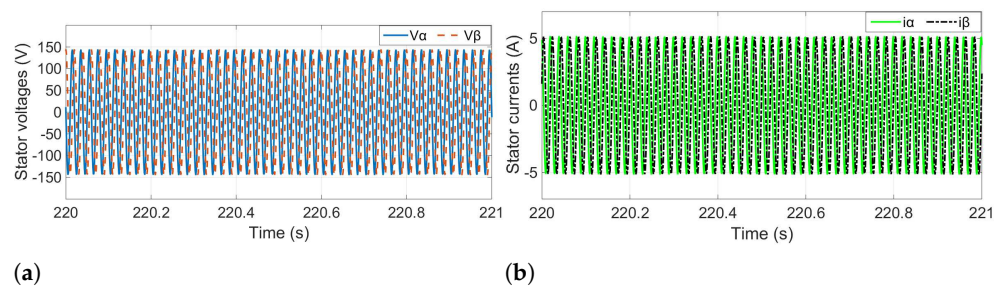 Vα Vβ
Stator voltages (V)
150
100
50
0
-50
-100
-150
220 220.2 220.4 220.6 220.8 221
Time (s)
(a)
iα iβ
Stator currents (A)
5
0
-5
220 220.2 220.4 220.6 220.8 221
Time (s)
(b)